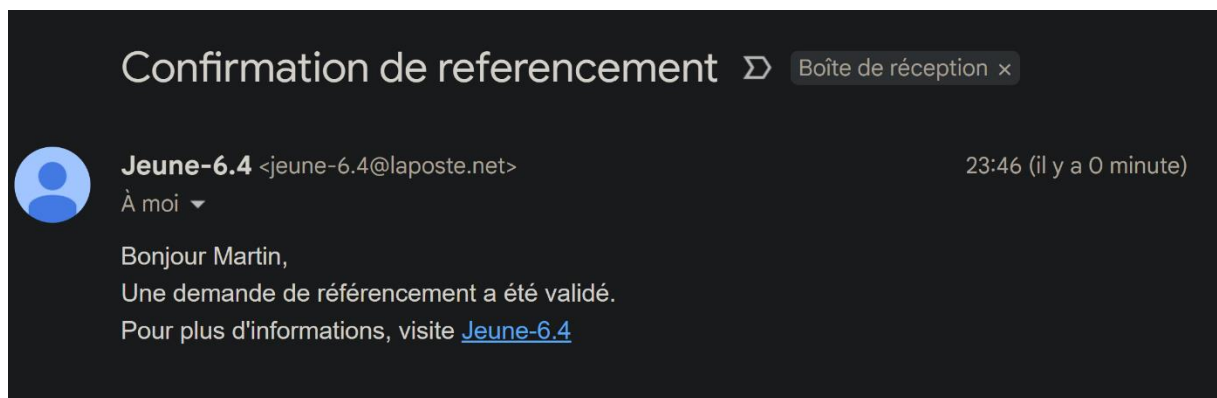 Confirmation de referencement
Boîte de réception ×
Jeune-6.4 <jeune-6.4@laposte.net>
23:46 (il y a 0 minute)
À moi
Bonjour Martin,
Une demande de référencement a été validé.
Pour plus d'informations, visite Jeune-6.4